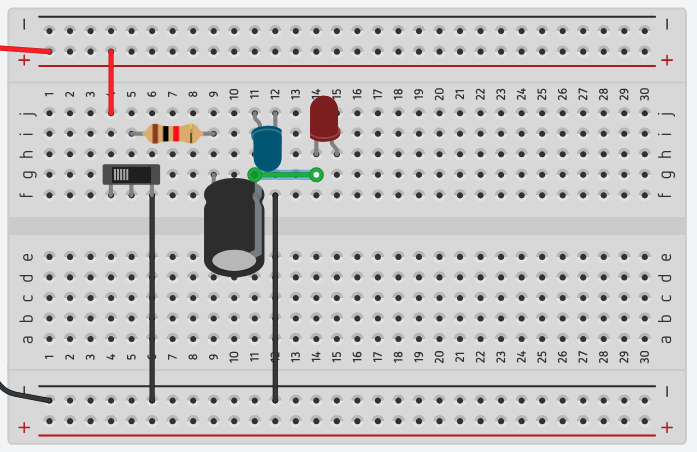 − −
+ +
1 2 3 4 5 6 7 8 9 10 11 12 13 14 15 16 17 18 19 20 21 22 23 24 25 26 27 28 29 30
j j
i i
h h
g g
f f
e e
d d
c c
b b
a a
1 2 3 4 5 6 7 8 9 10 11 12 13 14 15 16 17 18 19 20 21 22 23 24 25 26 27 28 29 30
− −
+ +